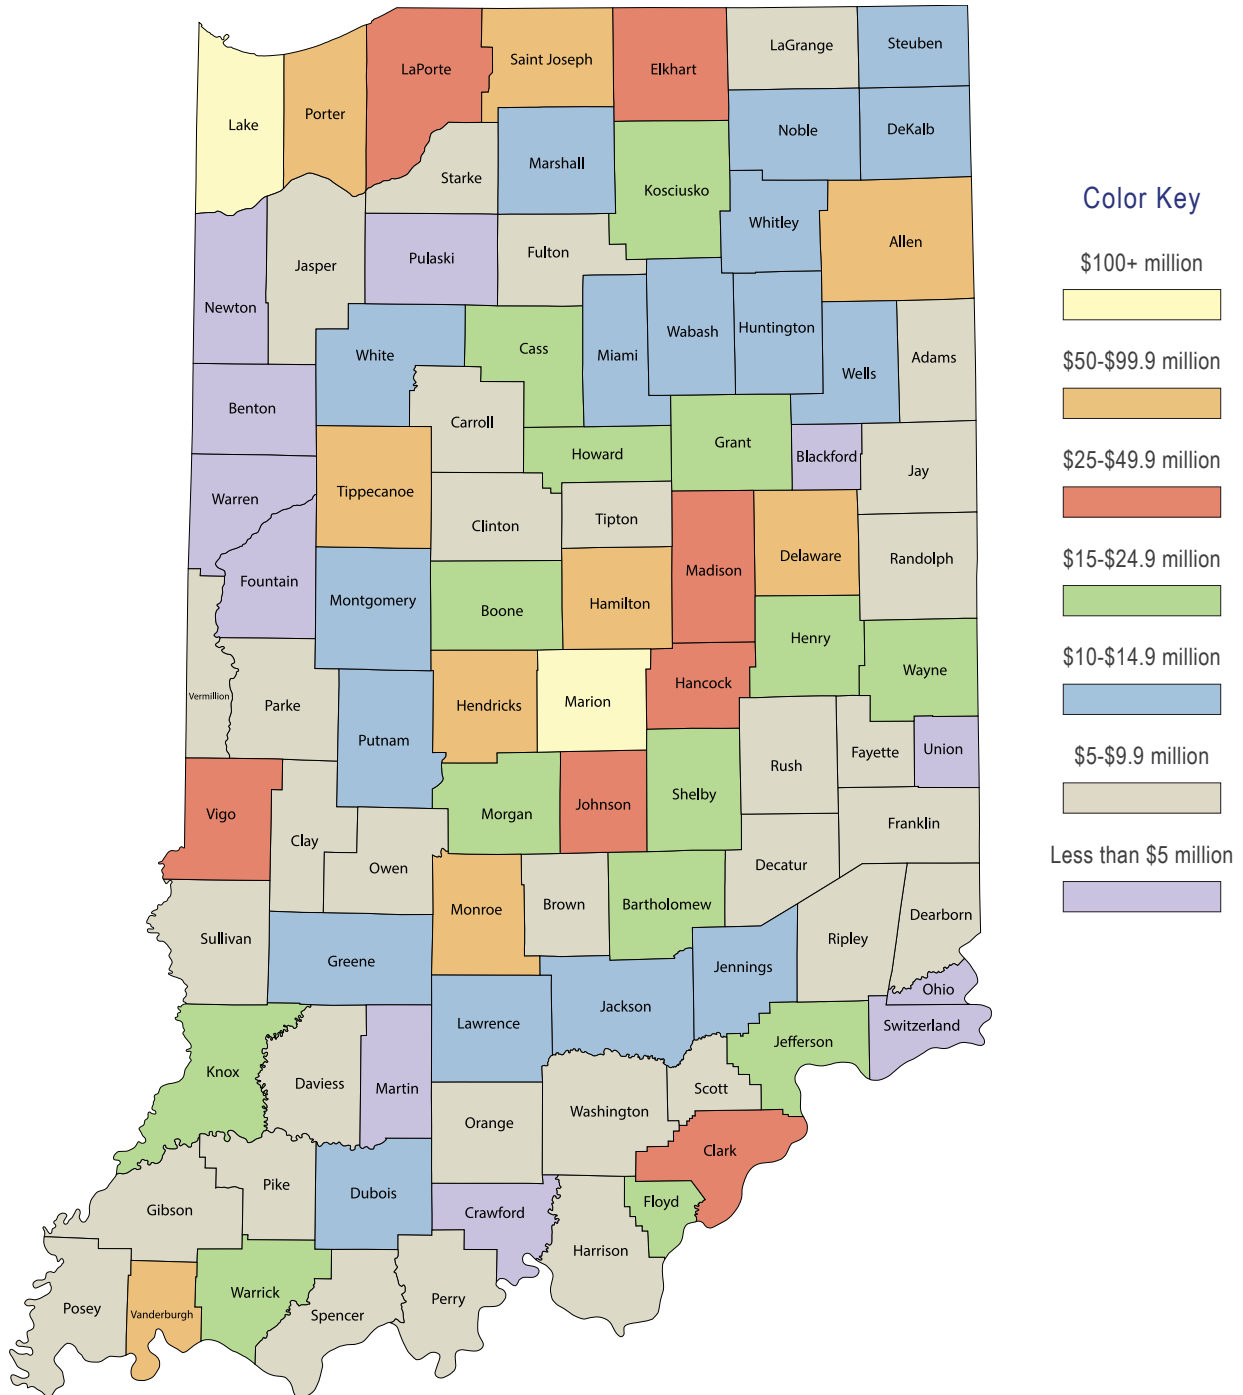 LaGrange
Steuben
Saint Joseph
LaPorte
Elkhart
Porter
Lake
Noble
DeKalb
Marshall
Starke
Kosciusko
Whitley
Allen
Fulton
Pulaski
Jasper
Newton
Wabash
Huntington
Cass
White
Miami
Adams
Wells
Benton
Carroll
Grant
Howard
Blackford
Jay
Tippecanoe
Warren
Clinton
Tipton
Delaware
Randolph
Madison
Fountain
Montgomery
Boone
Hamilton
Henry
Wayne
Hancock
Vermillion
Parke
Hendricks
Marion
Putnam
Fayette
Union
Rush
Shelby
Johnson
Morgan
Vigo
Franklin
Clay
Owen
Decatur
Monroe
Brown
Bartholomew
Dearborn
Sullivan
Ripley
Greene
Jennings
Ohio
Jackson
Lawrence
Switzerland
Jefferson
Knox
Daviess
Martin
Scott
Washington
Orange
Clark
Pike
Dubois
Floyd
Gibson
Crawford
Harrison
Warrick
Perry
Posey
Vanderburgh
Spencer
Color Key
$100+ million
$50-$99.9 million
$25-$49.9 million
$15-$24.9 million
$10-$14.9 million
$5-$9.9 million
Less than $5 million